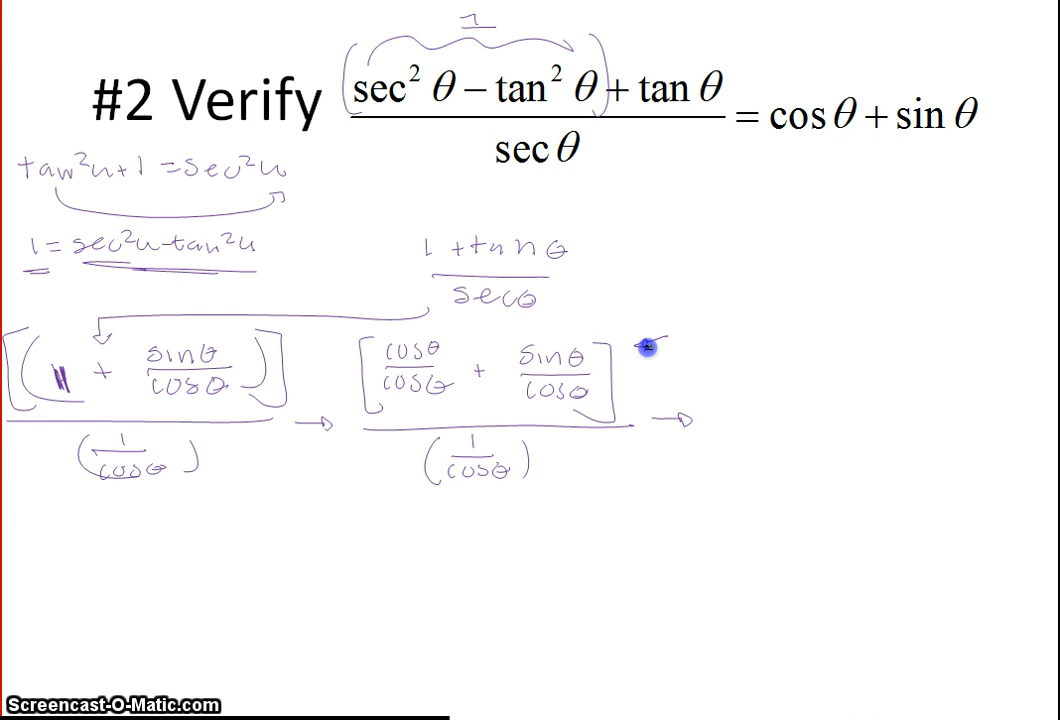 1
#2 Verify (sec² θ − tan² θ) + tan θ / sec θ = cos θ + sin θ
tan²u + 1 = sec²u
1 = sec²u - tan²u
1 + tan θ / sec θ
[(1 + sin θ / cos θ)] / (1 / cos θ) → [cos θ / cos θ + sin θ / cos θ] / (1 / cos θ) →
Screencast-O-Matic.com